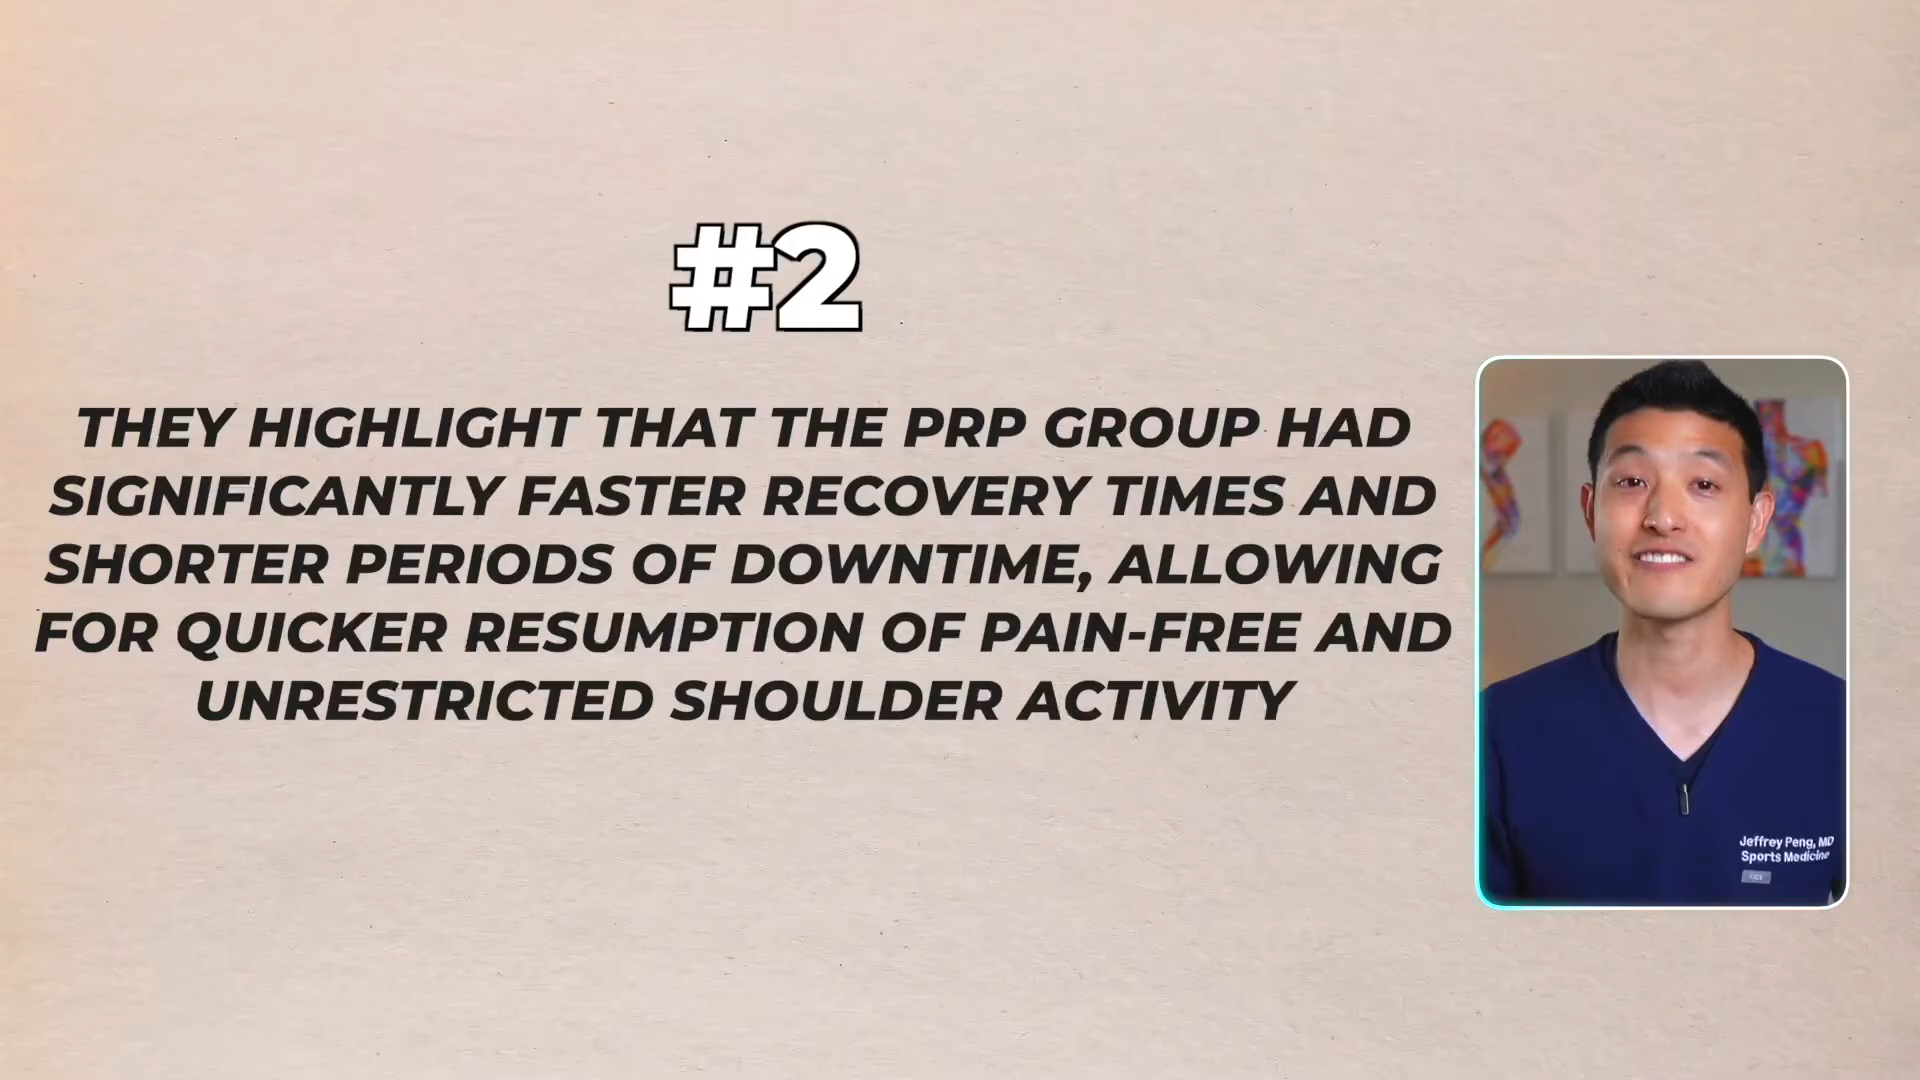 #2
THEY HIGHLIGHT THAT THE PRP GROUP HAD
SIGNIFICANTLY FASTER RECOVERY TIMES AND
SHORTER PERIODS OF DOWNTIME, ALLOWING
FOR QUICKER RESUMPTION OF PAIN-FREE AND
UNRESTRICTED SHOULDER ACTIVITY
Jeffrey Peng, MD
Sports Medicine
FIGS